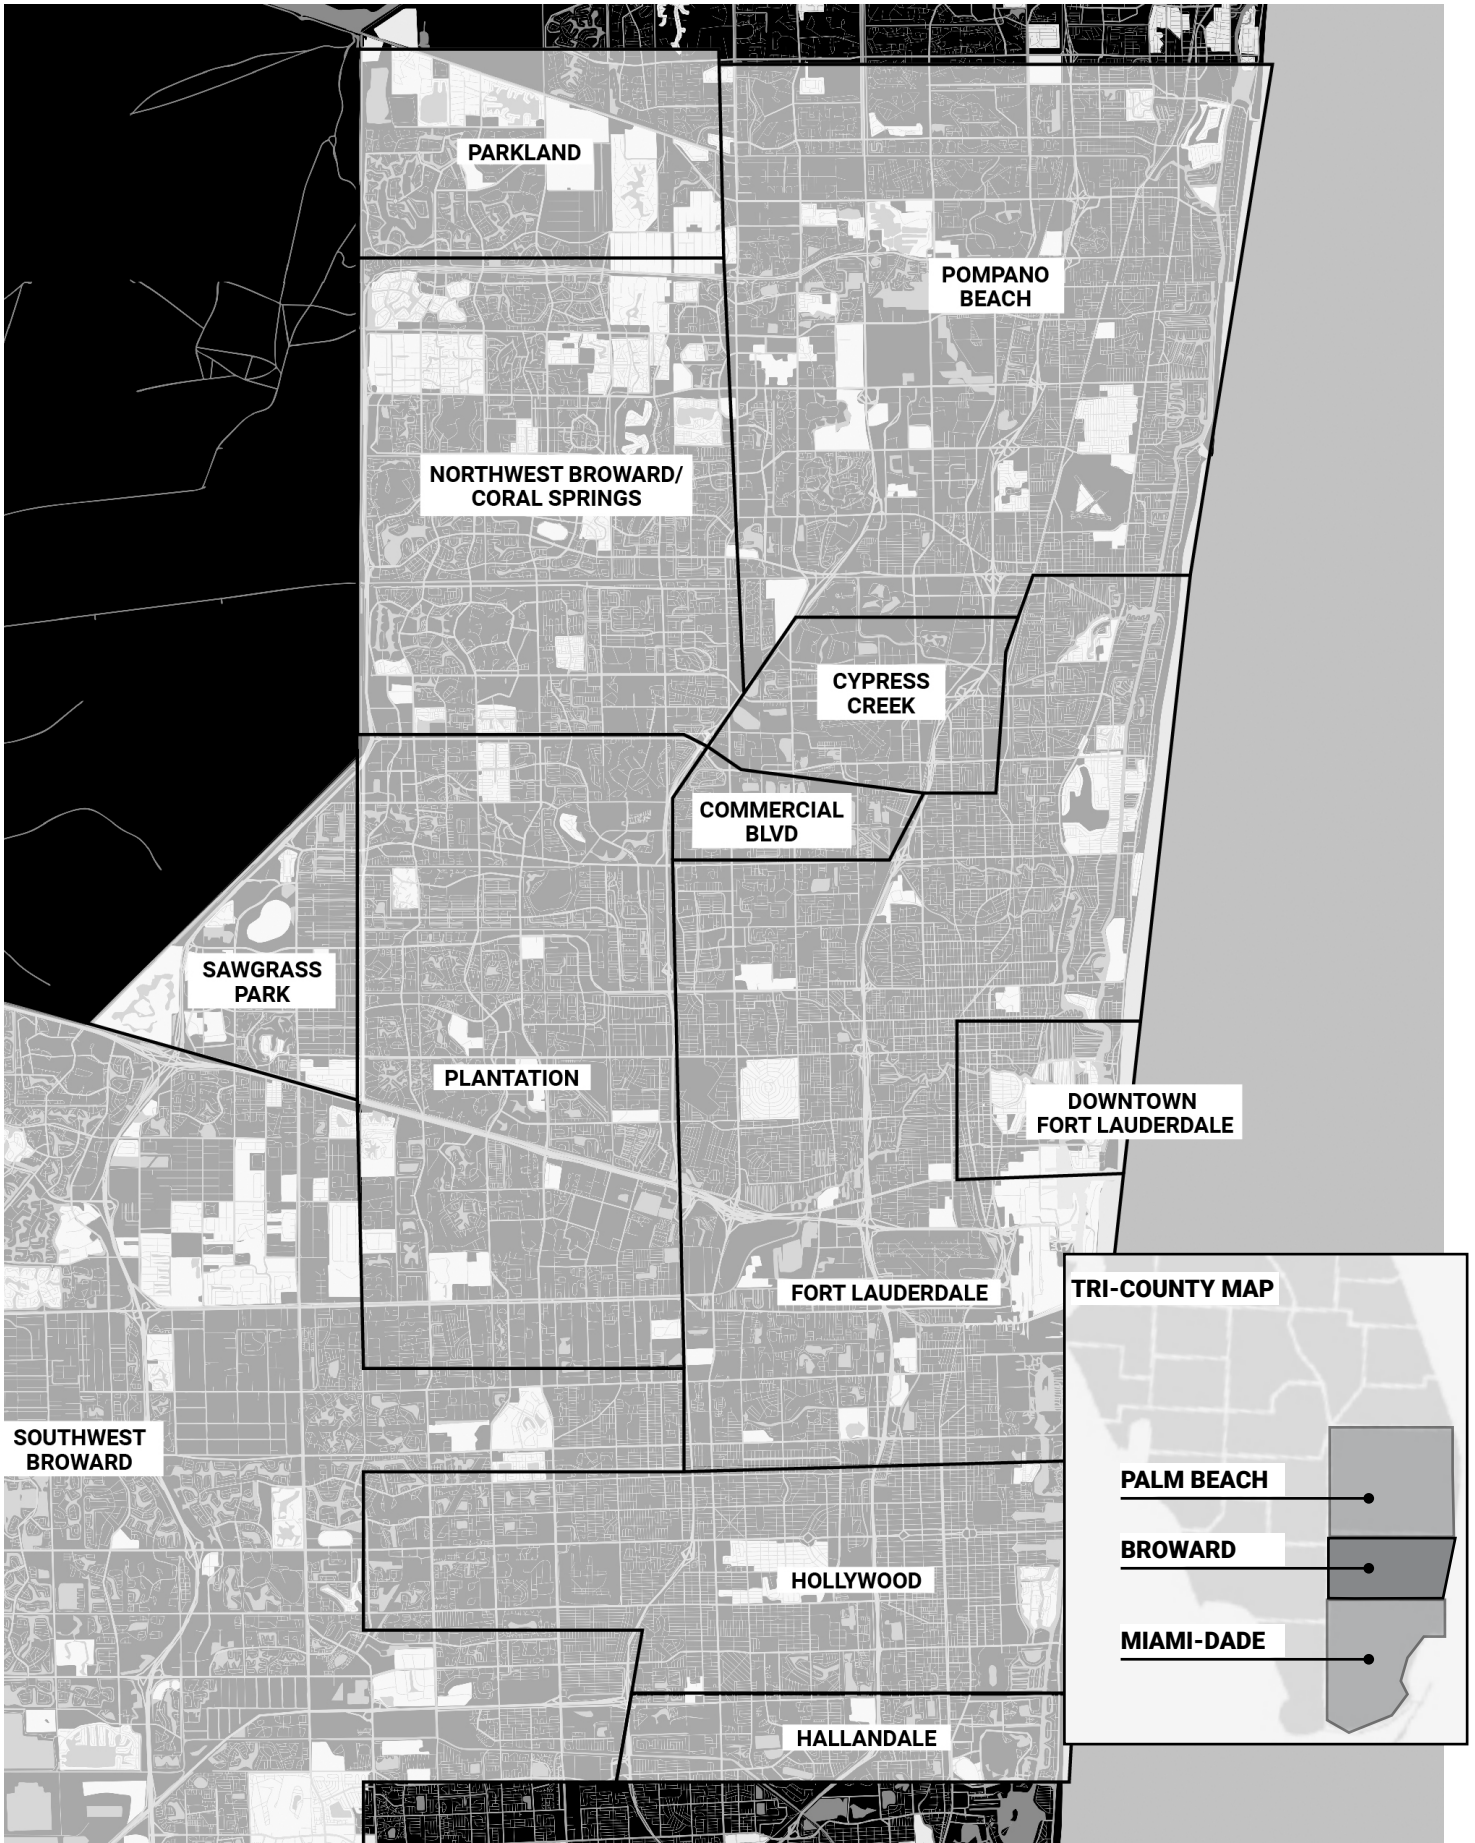 PARKLAND
POMPANO
BEACH
NORTHWEST BROWARD/
CORAL SPRINGS
CYPRESS
CREEK
COMMERCIAL
BLVD
SAWGRASS
PARK
PLANTATION
DOWNTOWN
FORT LAUDERDALE
FORT LAUDERDALE
TRI-COUNTY MAP
SOUTHWEST
BROWARD
PALM BEACH
BROWARD
HOLLYWOOD
MIAMI-DADE
HALLANDALE